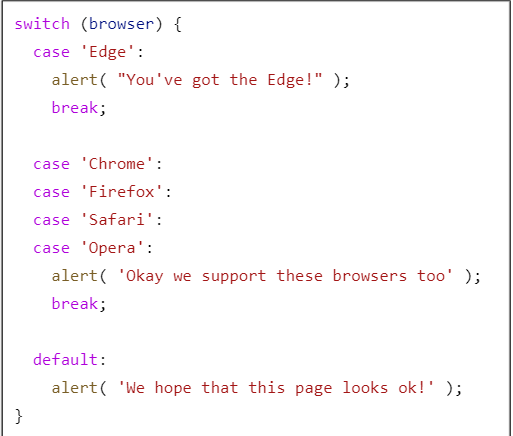 switch (browser) {
  case 'Edge':
    alert( "You've got the Edge!" );
    break;

  case 'Chrome':
  case 'Firefox':
  case 'Safari':
  case 'Opera':
    alert( 'Okay we support these browsers too' );
    break;

  default:
    alert( 'We hope that this page looks ok!' );
}